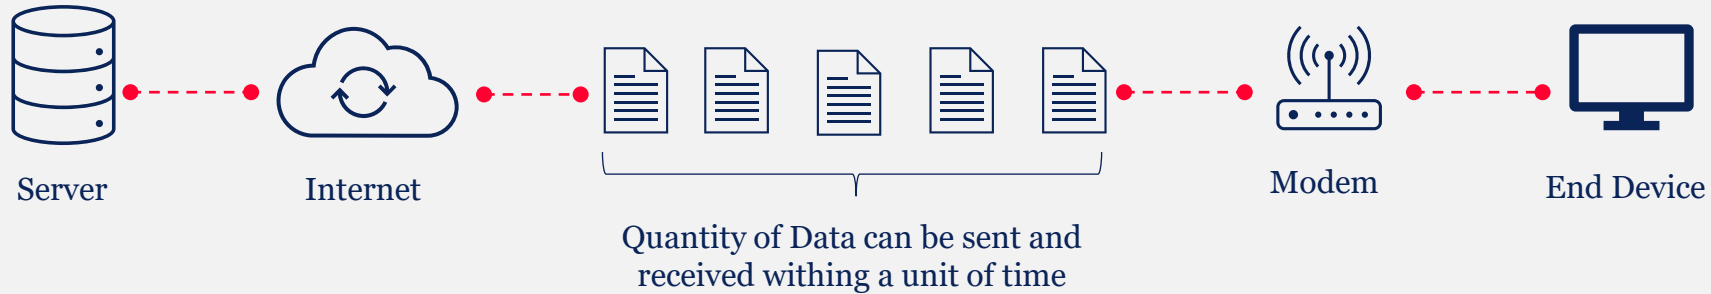 Server
Internet
Quantity of Data can be sent and
received withing a unit of time
Modem
End Device